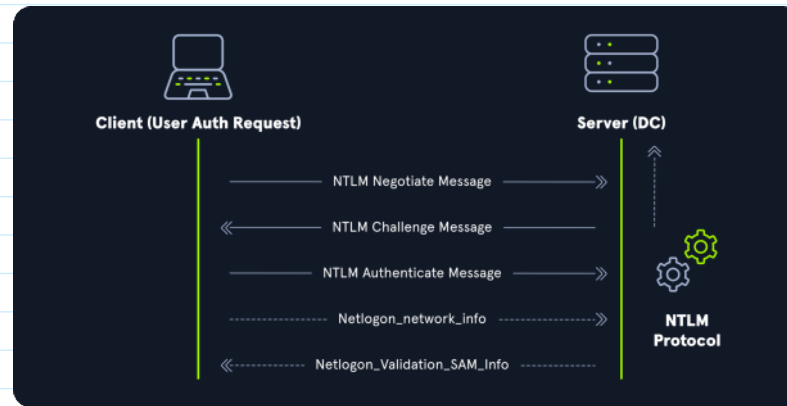 Client (User Auth Request)
Server (DC)
NTLM Negotiate Message
NTLM Challenge Message
NTLM Authenticate Message
Netlogon_network_info
Netlogon_Validation_SAM_Info
NTLM
Protocol